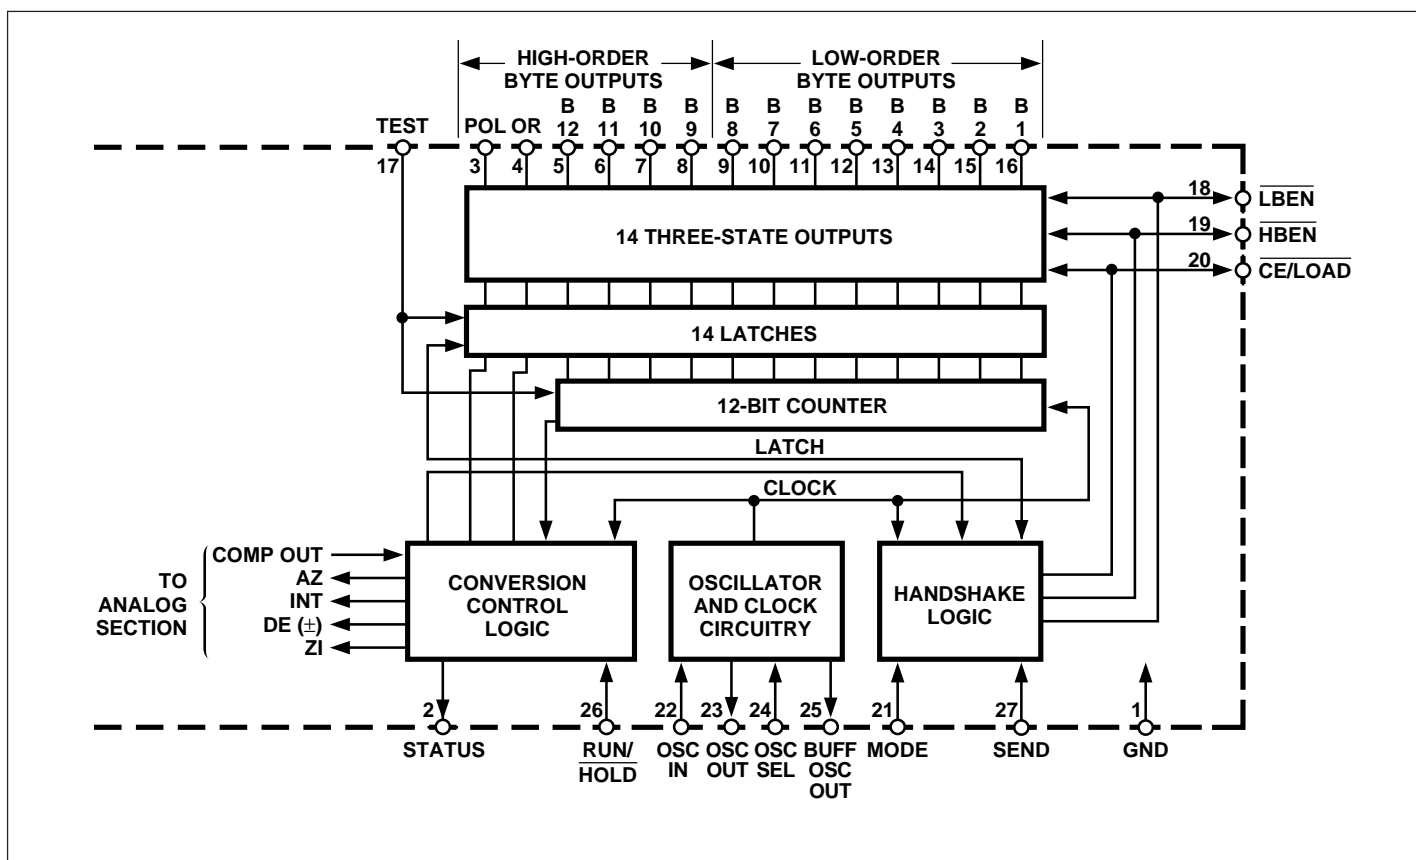 HIGH-ORDER
BYTE OUTPUTS
LOW-ORDER
BYTE OUTPUTS
TEST
POL OR
B
12
B
11
B
10
B
9
B
8
B
7
B
6
B
5
B
4
B
3
B
2
B
1
17
3
4
5
6
7
8
9
10
11
12
13
14
15
16
14 THREE-STATE OUTPUTS
18
LBEN
19
HBEN
20
CE/LOAD
14 LATCHES
12-BIT COUNTER
LATCH
CLOCK
TO
ANALOG
SECTION
COMP OUT
AZ
INT
DE (±)
ZI
CONVERSION
CONTROL
LOGIC
OSCILLATOR
AND CLOCK
CIRCUITRY
HANDSHAKE
LOGIC
2
26
22
23
24
25
21
27
1
STATUS
RUN/
HOLD
OSC
IN
OSC
OUT
OSC
SEL
BUFF
OSC
OUT
MODE
SEND
GND